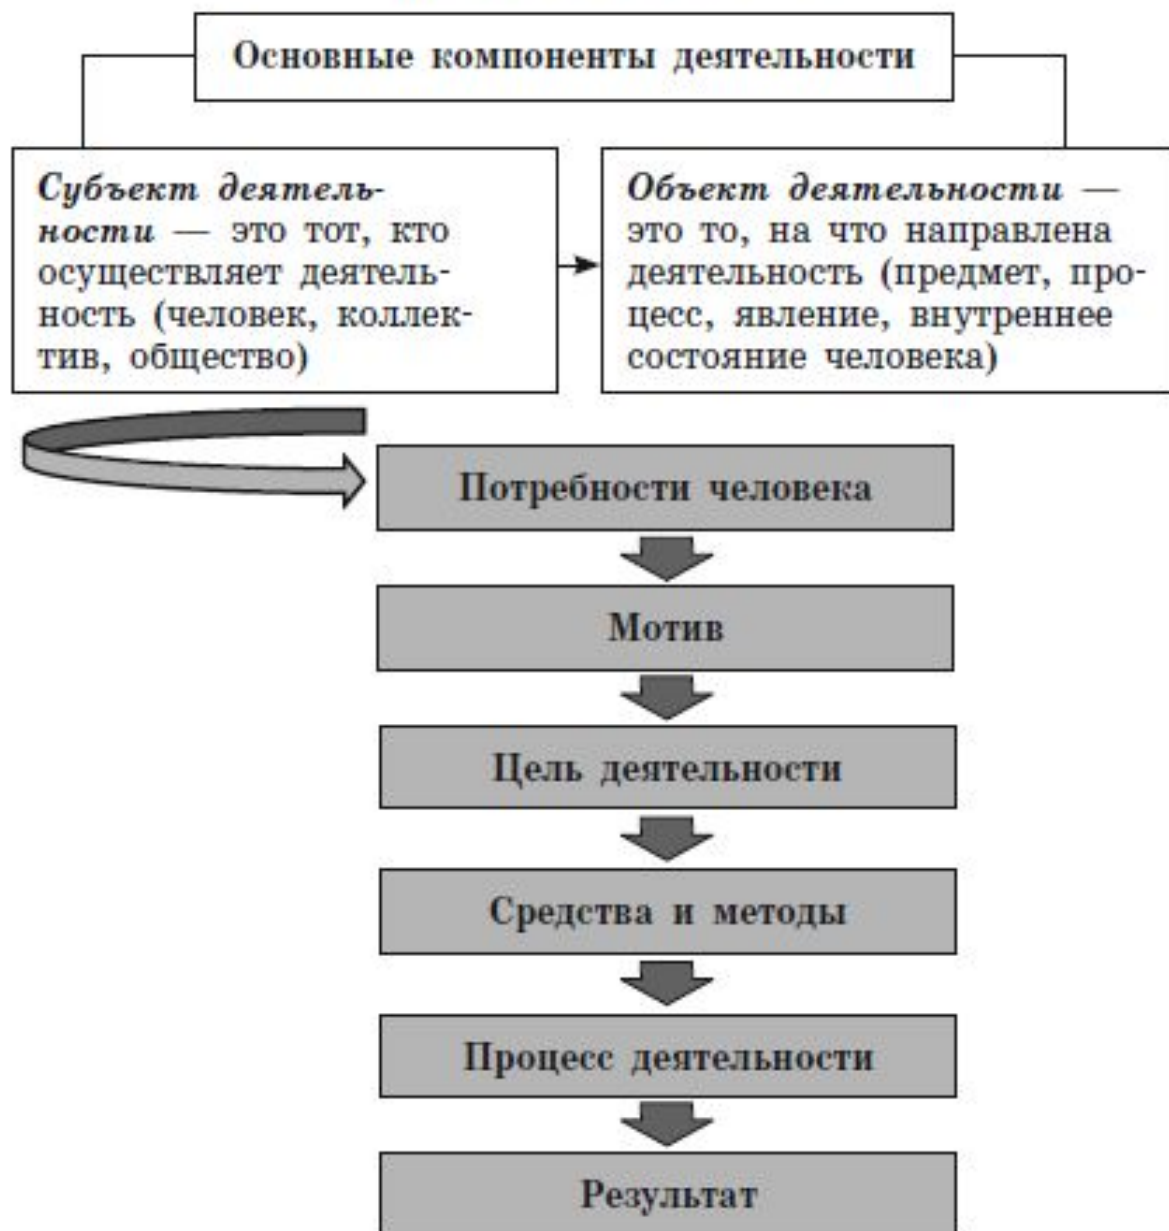 Основные компоненты деятельности
Субъект деятель-
ности — это тот, кто
осуществляет деятель-
ность (человек, коллек-
тив, общество)
Объект деятельности —
это то, на что направлена
деятельность (предмет, про-
цесс, явление, внутреннее
состояние человека)
Потребности человека
Мотив
Цель деятельности
Средства и методы
Процесс деятельности
Результат